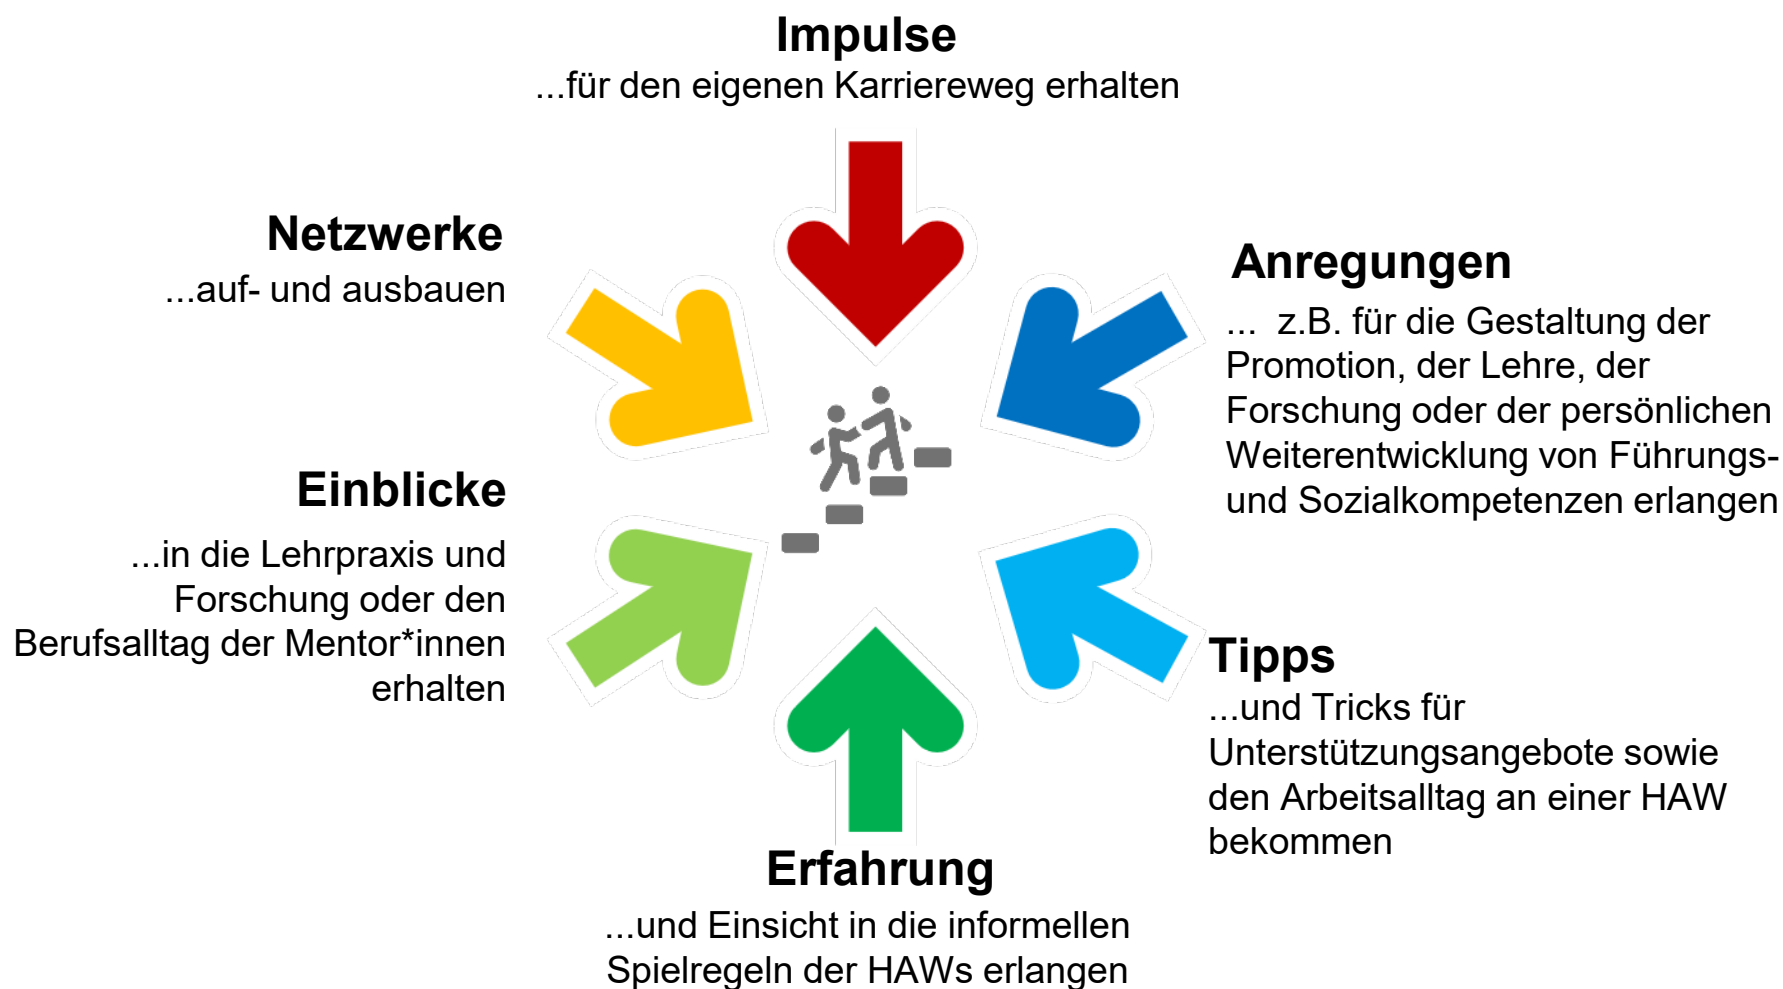 Impulse
...für den eigenen Karriereweg erhalten
Netzwerke
...auf- und ausbauen
Anregungen
... z.B. für die Gestaltung der
Promotion, der Lehre, der
Forschung oder der persönlichen
Weiterentwicklung von Führungs-
und Sozialkompetenzen erlangen
Einblicke
...in die Lehrpraxis und
Forschung oder den
Berufsalltag der Mentor*innen
erhalten
Tipps
...und Tricks für
Unterstützungsangebote sowie
den Arbeitsalltag an einer HAW
bekommen
Erfahrung
...und Einsicht in die informellen
Spielregeln der HAWs erlangen